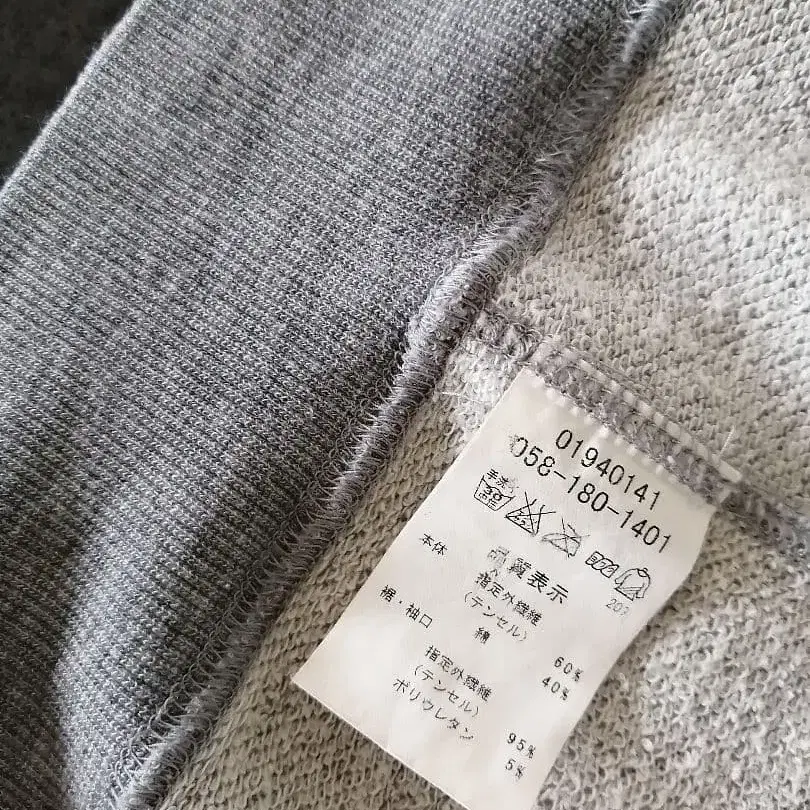 01940141
058-180-1401
手洗
30
品質表示
本体
指定外繊維
(テンセル) 60%
綿 40%
裾・袖口
指定外繊維
(テンセル) 95%
ポリウレタン 5%